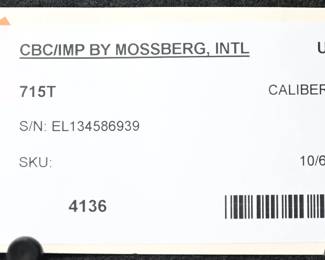 CBC/IMP BY MOSSBERG, INTL
715T CALIBER
S/N: EL134586939
SKU: 10/6
4136